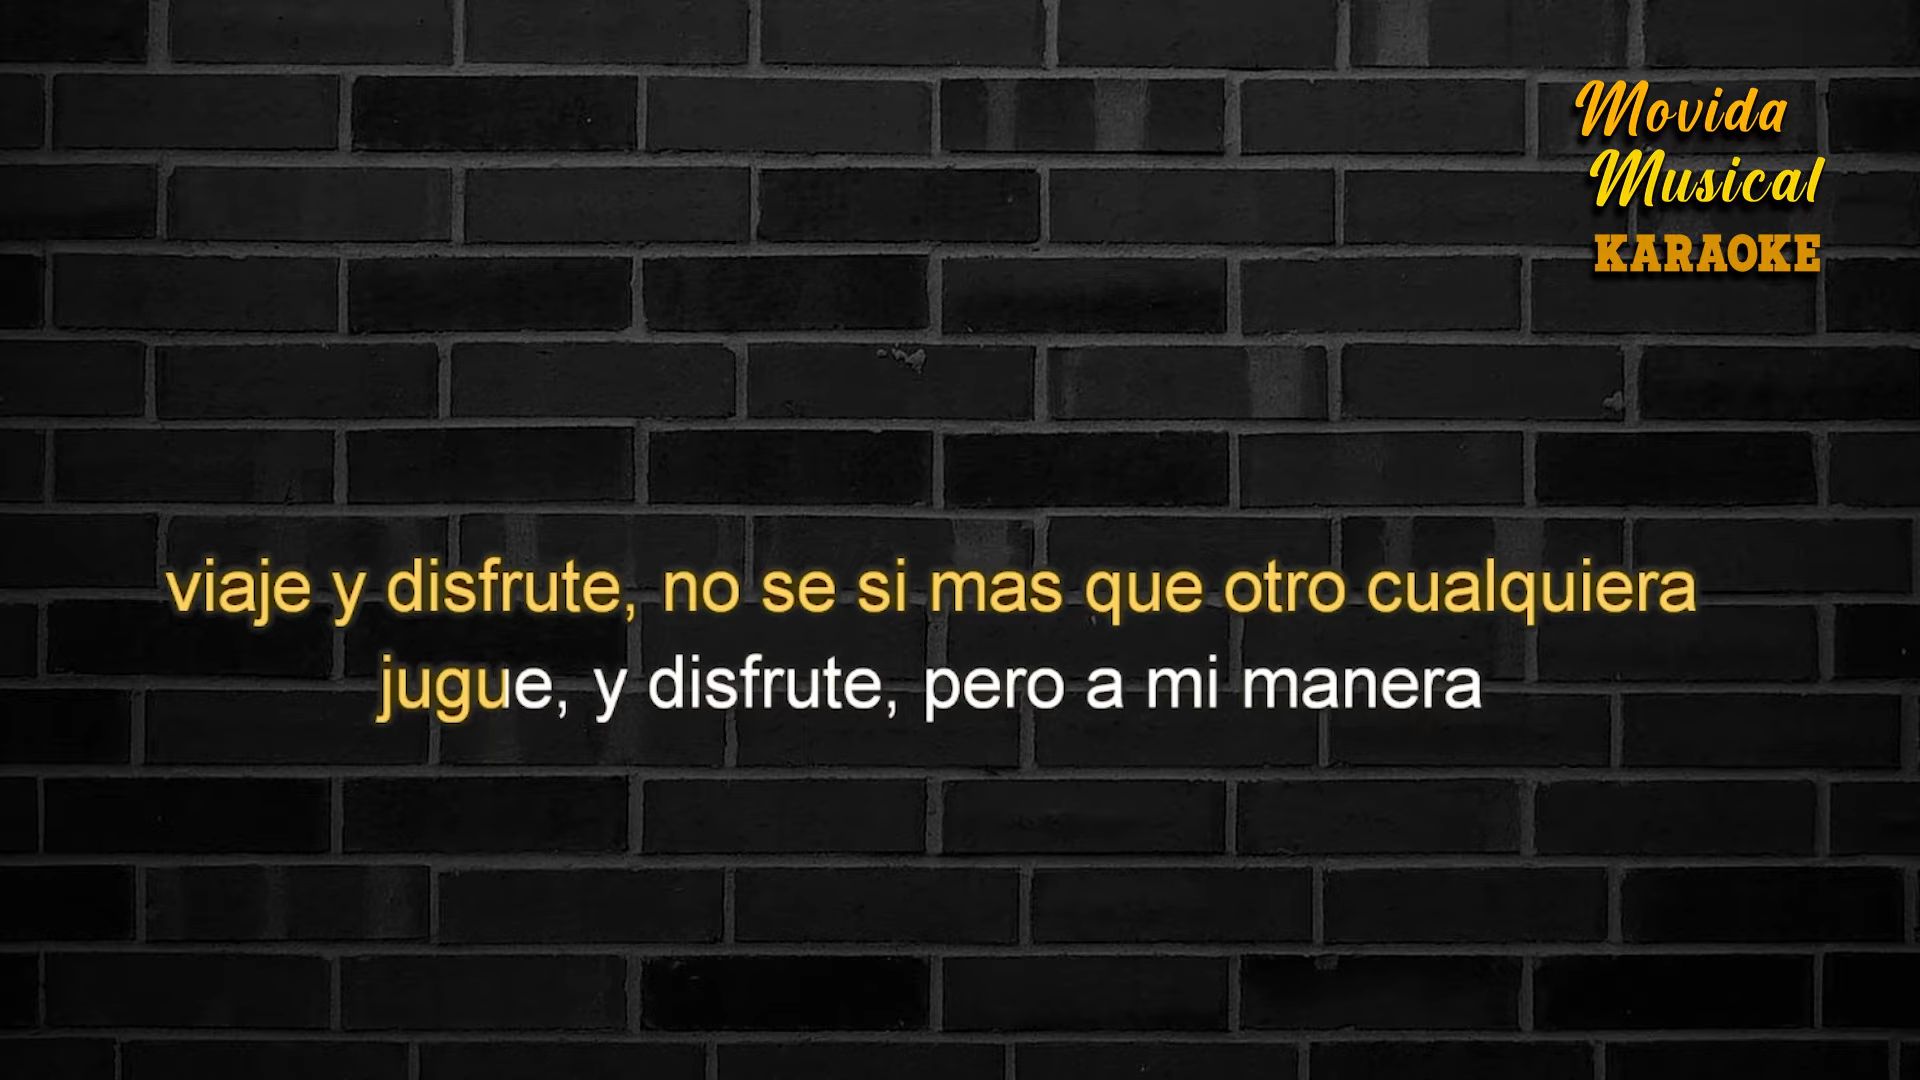 Movida
Musical
KARAOKE
viaje y disfrute, no se si mas que otro cualquiera
jugue, y disfrute, pero a mi manera